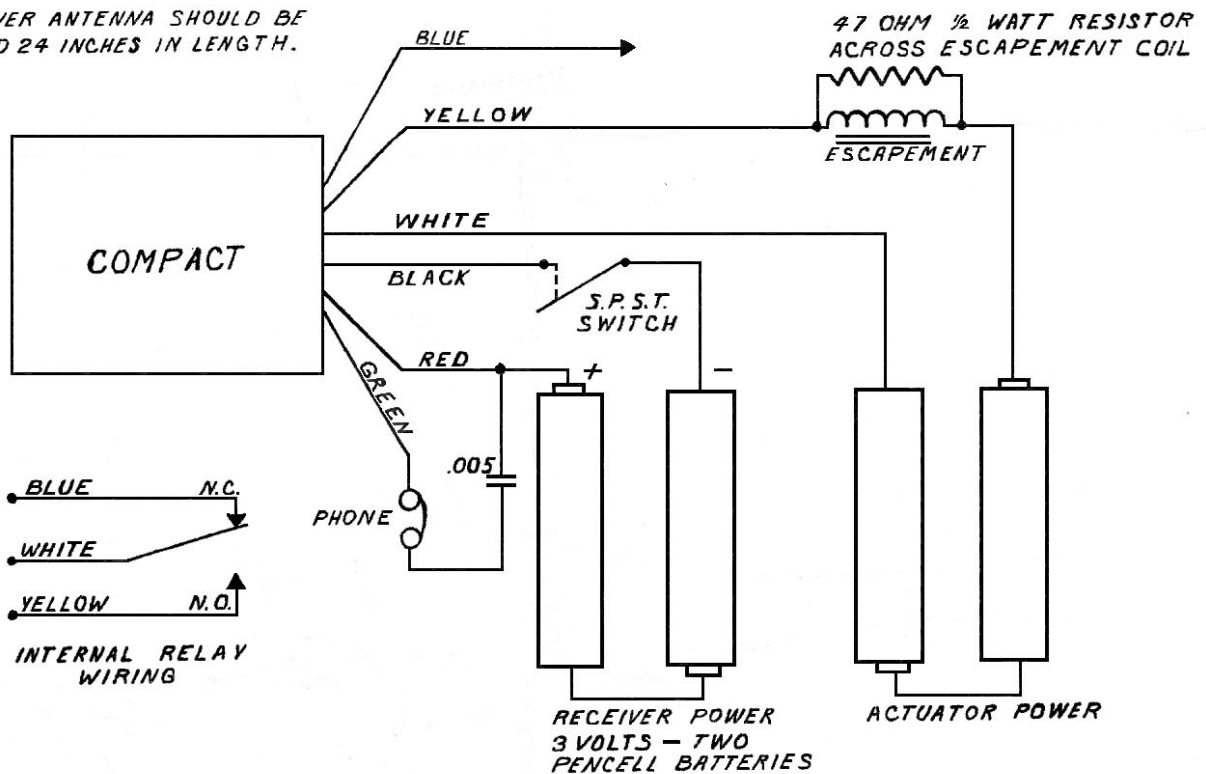 ANTENNA SHOULD BE
24 INCHES IN LENGTH.
47 OHM ½ WATT RESISTOR
ACROSS ESCAPEMENT COIL
BLUE
YELLOW
ESCAPEMENT
WHITE
COMPACT
BLACK
S.P.S.T.
SWITCH
RED
+
−
GREEN
.005
PHONE
BLUE N.C.
WHITE
YELLOW N.O.
INTERNAL RELAY
WIRING
RECEIVER POWER
3 VOLTS — TWO
PENCELL BATTERIES
ACTUATOR POWER